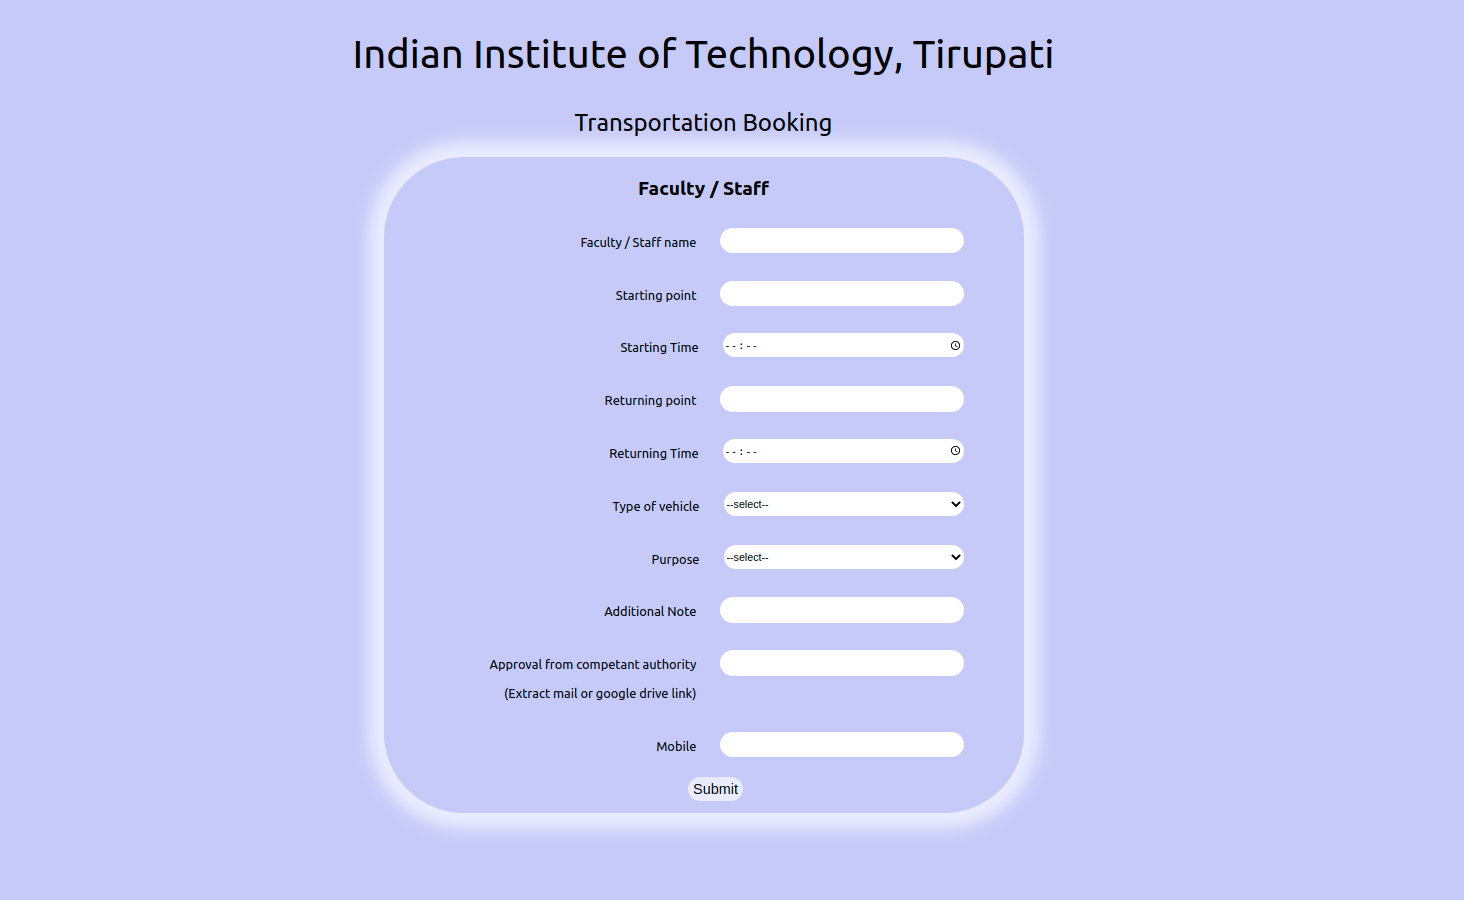 Indian Institute of Technology, Tirupati
Transportation Booking
Faculty / Staff
Faculty / Staff name
Starting point
Starting Time
--:--
Returning point
Returning Time
--:--
Type of vehicle
--select--
Purpose
--select--
Additional Note
Approval from competant authority
(Extract mail or google drive link)
Mobile
Submit